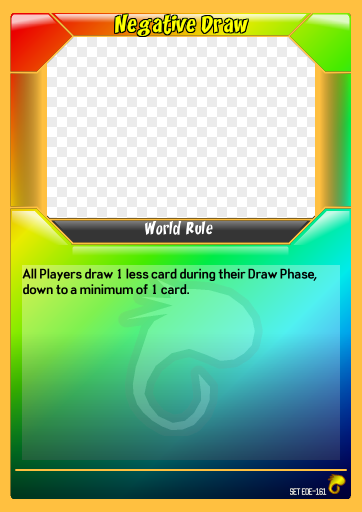 Negative Draw
World Rule
All Players draw 1 less card during their Draw Phase,
down to a minimum of 1 card.
SET EDE-161